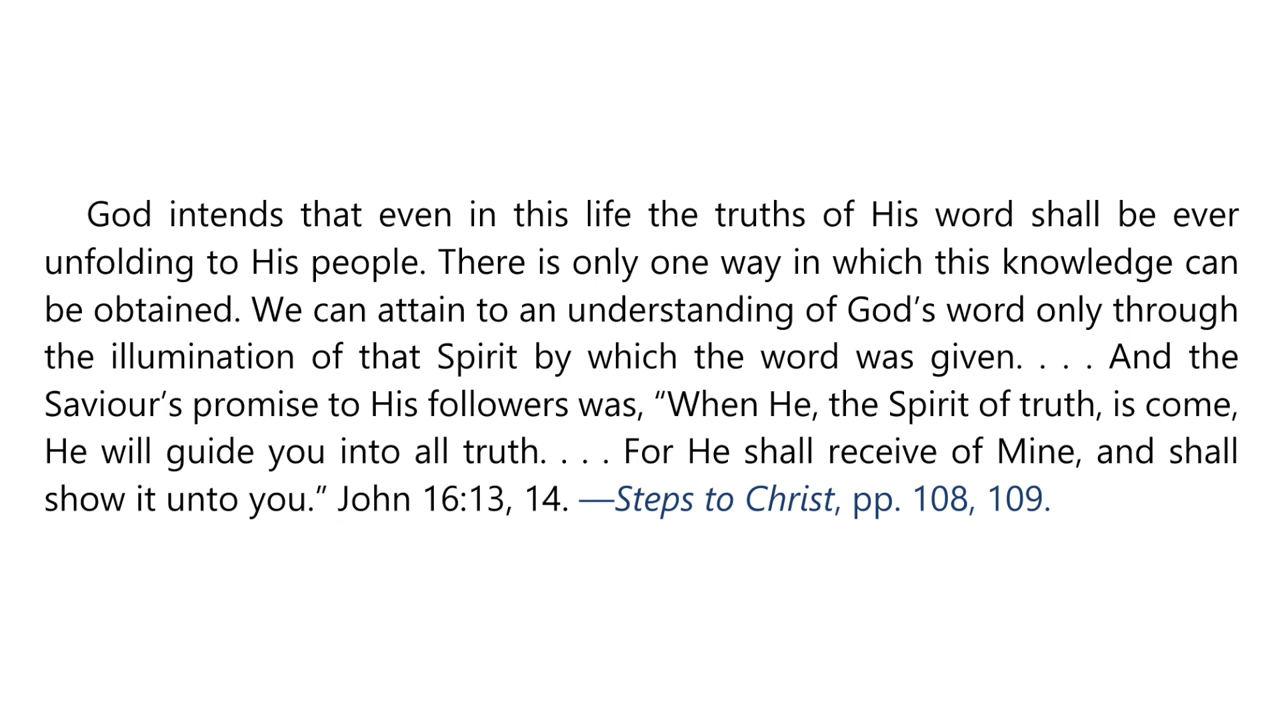 God intends that even in this life the truths of His word shall be ever
unfolding to His people. There is only one way in which this knowledge can
be obtained. We can attain to an understanding of God’s word only through
the illumination of that Spirit by which the word was given. . . . And the
Saviour’s promise to His followers was, “When He, the Spirit of truth, is come,
He will guide you into all truth. . . . For He shall receive of Mine, and shall
show it unto you.” John 16:13, 14. —Steps to Christ, pp. 108, 109.